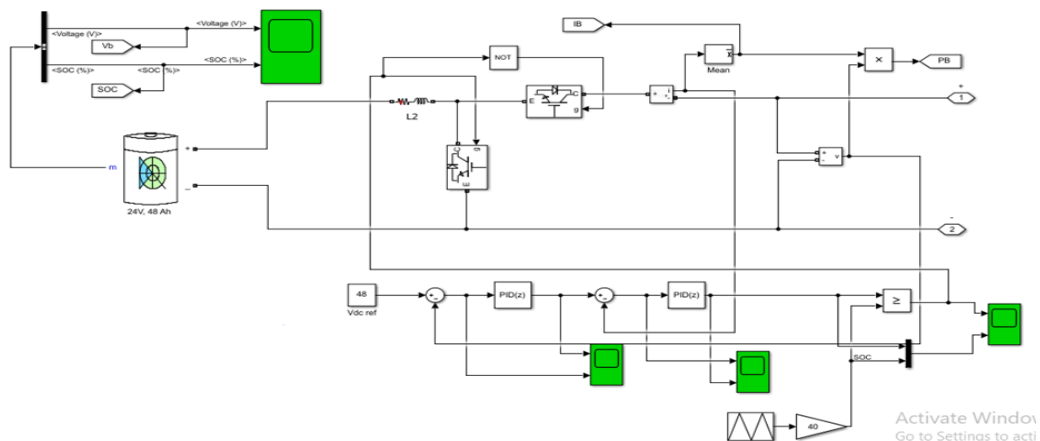 <Voltage (V)>
<Voltage (V)>
Vb
<SOC (%)>
<SOC (%)>
<SOC (%)>
SOC
IB
NOT
Mean
×
PB
+
1
L2
E
C
g
+
-
i
+
-
v
m
+
_
C
g
E
24V, 48 Ah
-
2
48
Vdc ref
+
-
PID(z)
+
-
PID(z)
≥
SOC
40
Activate Window
Go to Settings to acti